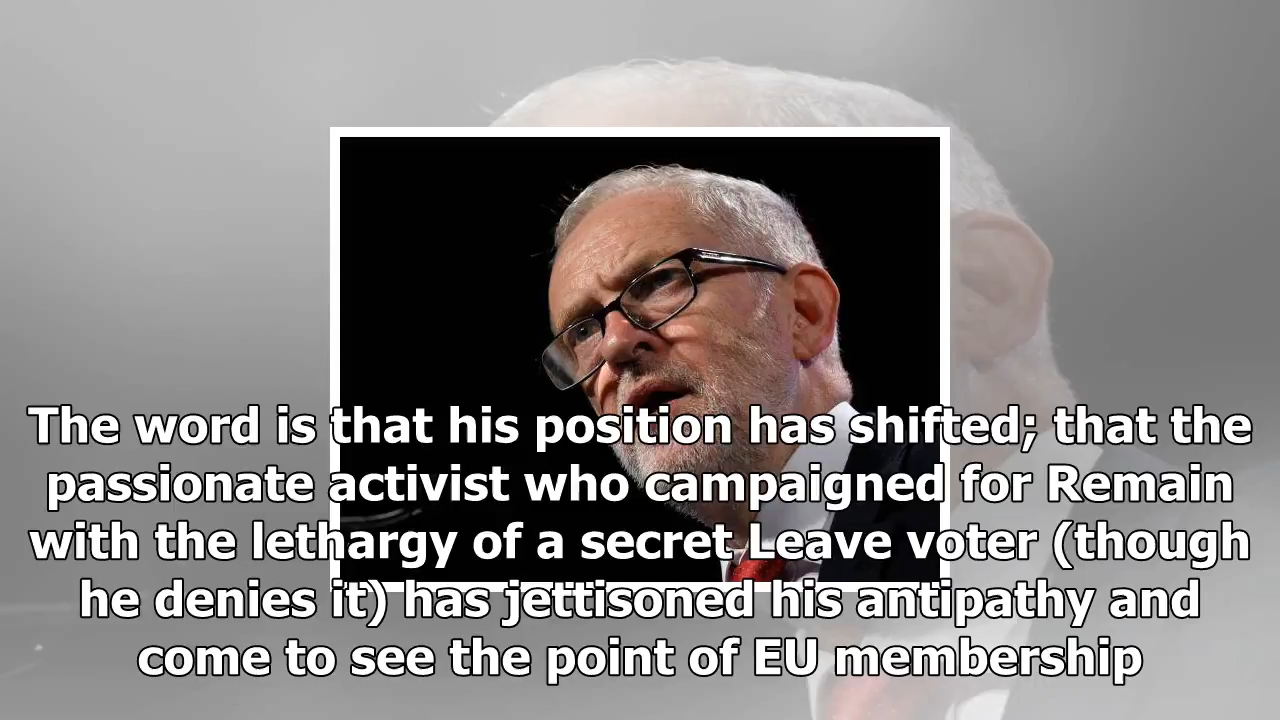 The word is that his position has shifted; that the
passionate activist who campaigned for Remain
with the lethargy of a secret Leave voter (though
he denies it) has jettisoned his antipathy and
come to see the point of EU membership